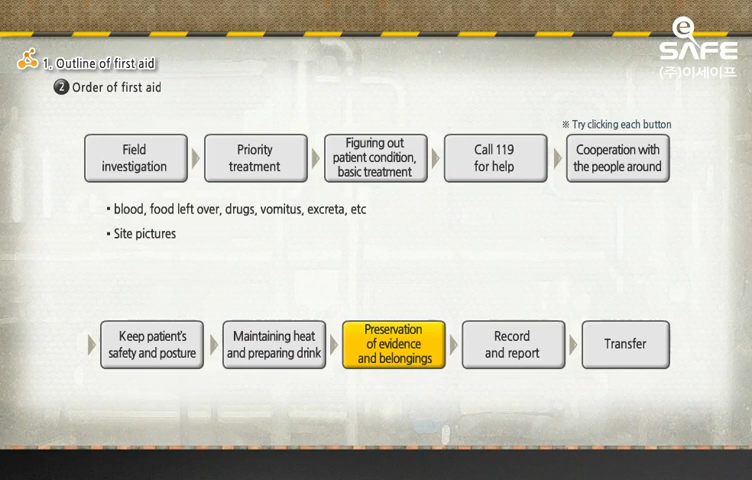 e
SAFE
(주)이세이프
1. Outline of first aid
2 Order of first aid
※ Try clicking each button
Field
investigation
Priority
treatment
Figuring out
patient condition,
basic treatment
Call 119
for help
Cooperation with
the people around
▪ blood, food left over, drugs, vomitus, excreta, etc
▪ Site pictures
Keep patient's
safety and posture
Maintaining heat
and preparing drink
Preservation
of evidence
and belongings
Record
and report
Transfer